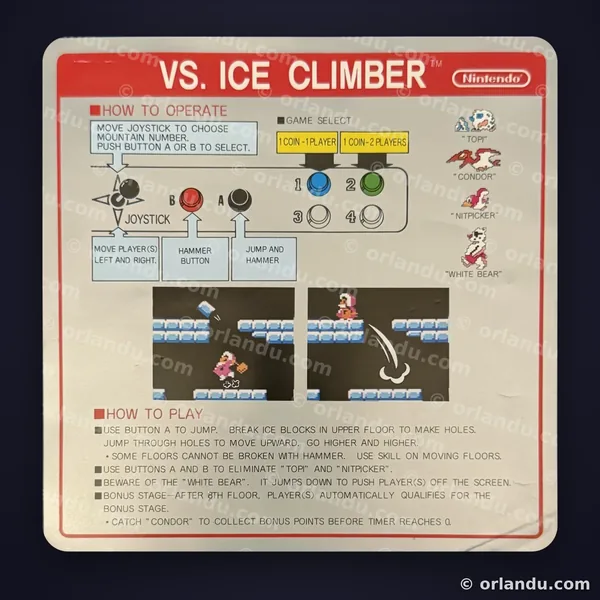 VS. ICE CLIMBER™
Nintendo®
■HOW TO OPERATE
MOVE JOYSTICK TO CHOOSE
MOUNTAIN NUMBER.
PUSH BUTTON A OR B TO SELECT.
■GAME SELECT
1 COIN-1 PLAYER
1 COIN-2 PLAYERS
1 2
B A
JOYSTICK
3 4
MOVE PLAYER(S)
LEFT AND RIGHT.
HAMMER
BUTTON
JUMP AND
HAMMER
"TOPI"
"CONDOR"
"NITPICKER"
"WHITE BEAR"
■HOW TO PLAY
■USE BUTTON A TO JUMP. BREAK ICE BLOCKS IN UPPER FLOOR TO MAKE HOLES.
JUMP THROUGH HOLES TO MOVE UPWARD. GO HIGHER AND HIGHER.
•SOME FLOORS CANNOT BE BROKEN WITH HAMMER. USE SKILL ON MOVING FLOORS.
■USE BUTTONS A AND B TO ELIMINATE "TOPI" AND "NITPICKER".
■BEWARE OF THE "WHITE BEAR". IT JUMPS DOWN TO PUSH PLAYER(S) OFF THE SCREEN.
■BONUS STAGE-AFTER 8TH FLOOR, PLAYER(S) AUTOMATICALLY QUALIFIES FOR THE
BONUS STAGE.
•CATCH "CONDOR" TO COLLECT BONUS POINTS BEFORE TIMER REACHES 0.
© orlandu.com